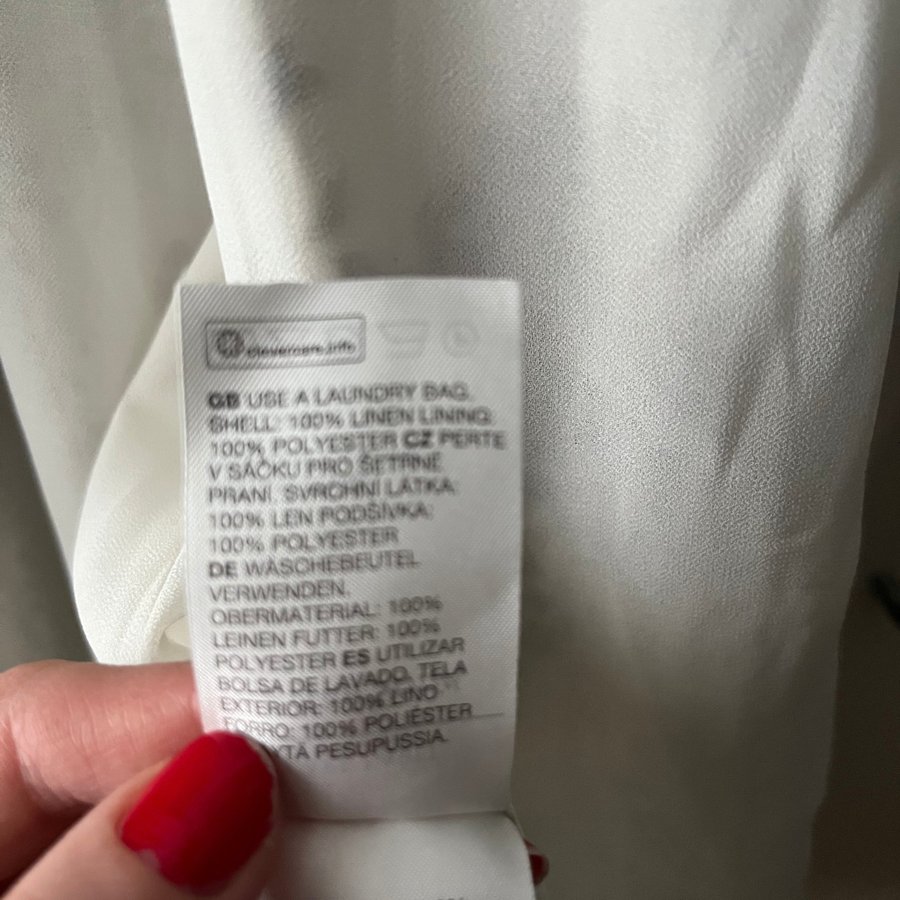 clevercare.info
GB USE A LAUNDRY BAG.
SHELL: 100% LINEN LINING:
100% POLYESTER CZ PERTE
V SÁČKU PRO ŠETRNÉ
PRANÍ. SVRCHNÍ LÁTKA:
100% LEN PODŠÍVKA:
100% POLYESTER
DE WÄSCHEBEUTEL
VERWENDEN.
OBERMATERIAL: 100%
LEINEN FUTTER: 100%
POLYESTER ES UTILIZAR
BOLSA DE LAVADO. TELA
EXTERIOR: 100% LINO
FORRO: 100% POLIÉSTER
PESUPUSSIA.